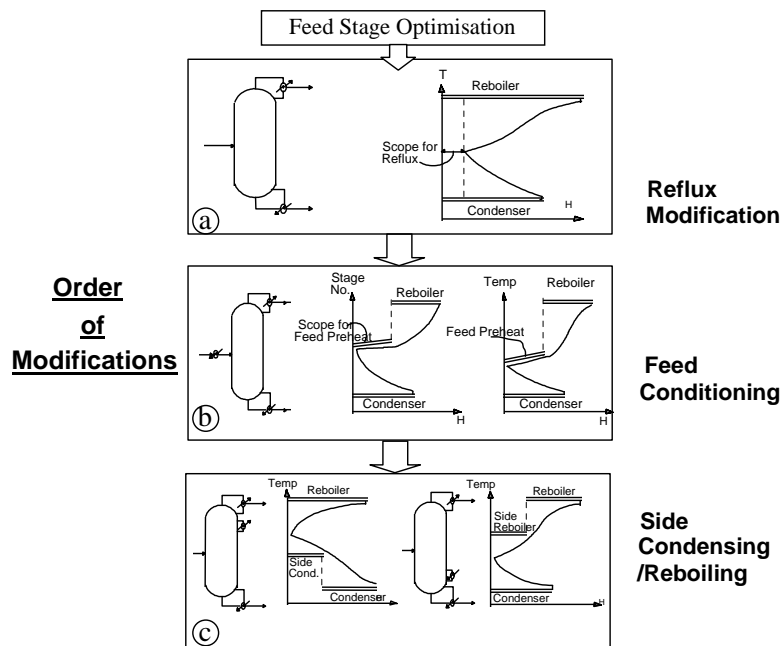 Feed Stage Optimisation
T
Reboiler
Scope for
Reflux
H
Condenser
a
Reflux
Modification
Order
of
Modifications
Stage
No.
Reboiler
Scope for
Feed Preheat
Condenser
H
Temp
Reboiler
Feed Preheat
Condenser
H
b
Feed
Conditioning
Temp
Reboiler
Side
Cond.
Condenser
H
Temp
Reboiler
Side
Reboiler
Condenser
H
c
Side
Condensing
/Reboiling